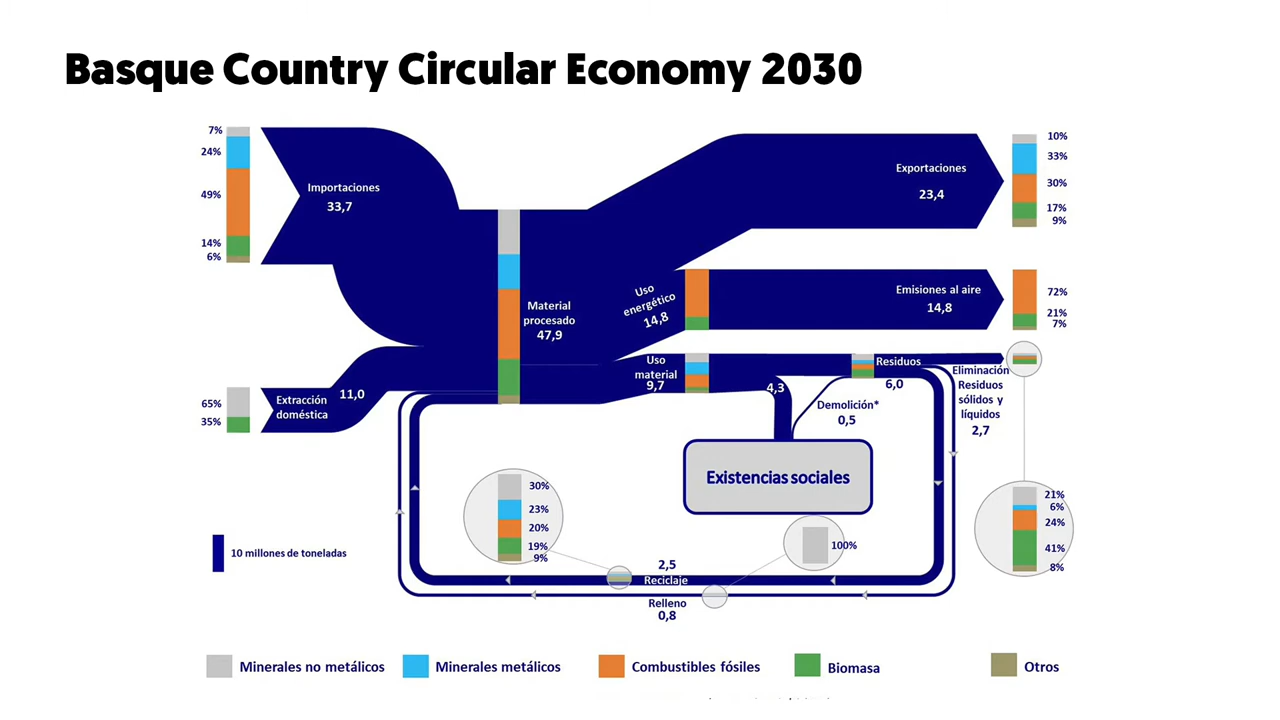 Basque Country Circular Economy 2030
7%
24%
49%
14%
6%
Importaciones
33,7
65%
35%
Extracción
doméstica
11,0
Material
procesado
47,9
Uso
energético
14,8
Uso
material
9,7
Exportaciones
23,4
10%
33%
30%
17%
9%
Emisiones al aire
14,8
72%
21%
7%
Residuos
6,0
4,3
Demolición*
0,5
Eliminación
Residuos
sólidos y
líquidos
2,7
Existencias sociales
30%
23%
20%
19%
9%
100%
21%
6%
24%
41%
8%
10 millones de toneladas
2,5
Reciclaje
Relleno
0,8
Minerales no metálicos
Minerales metálicos
Combustibles fósiles
Biomasa
Otros